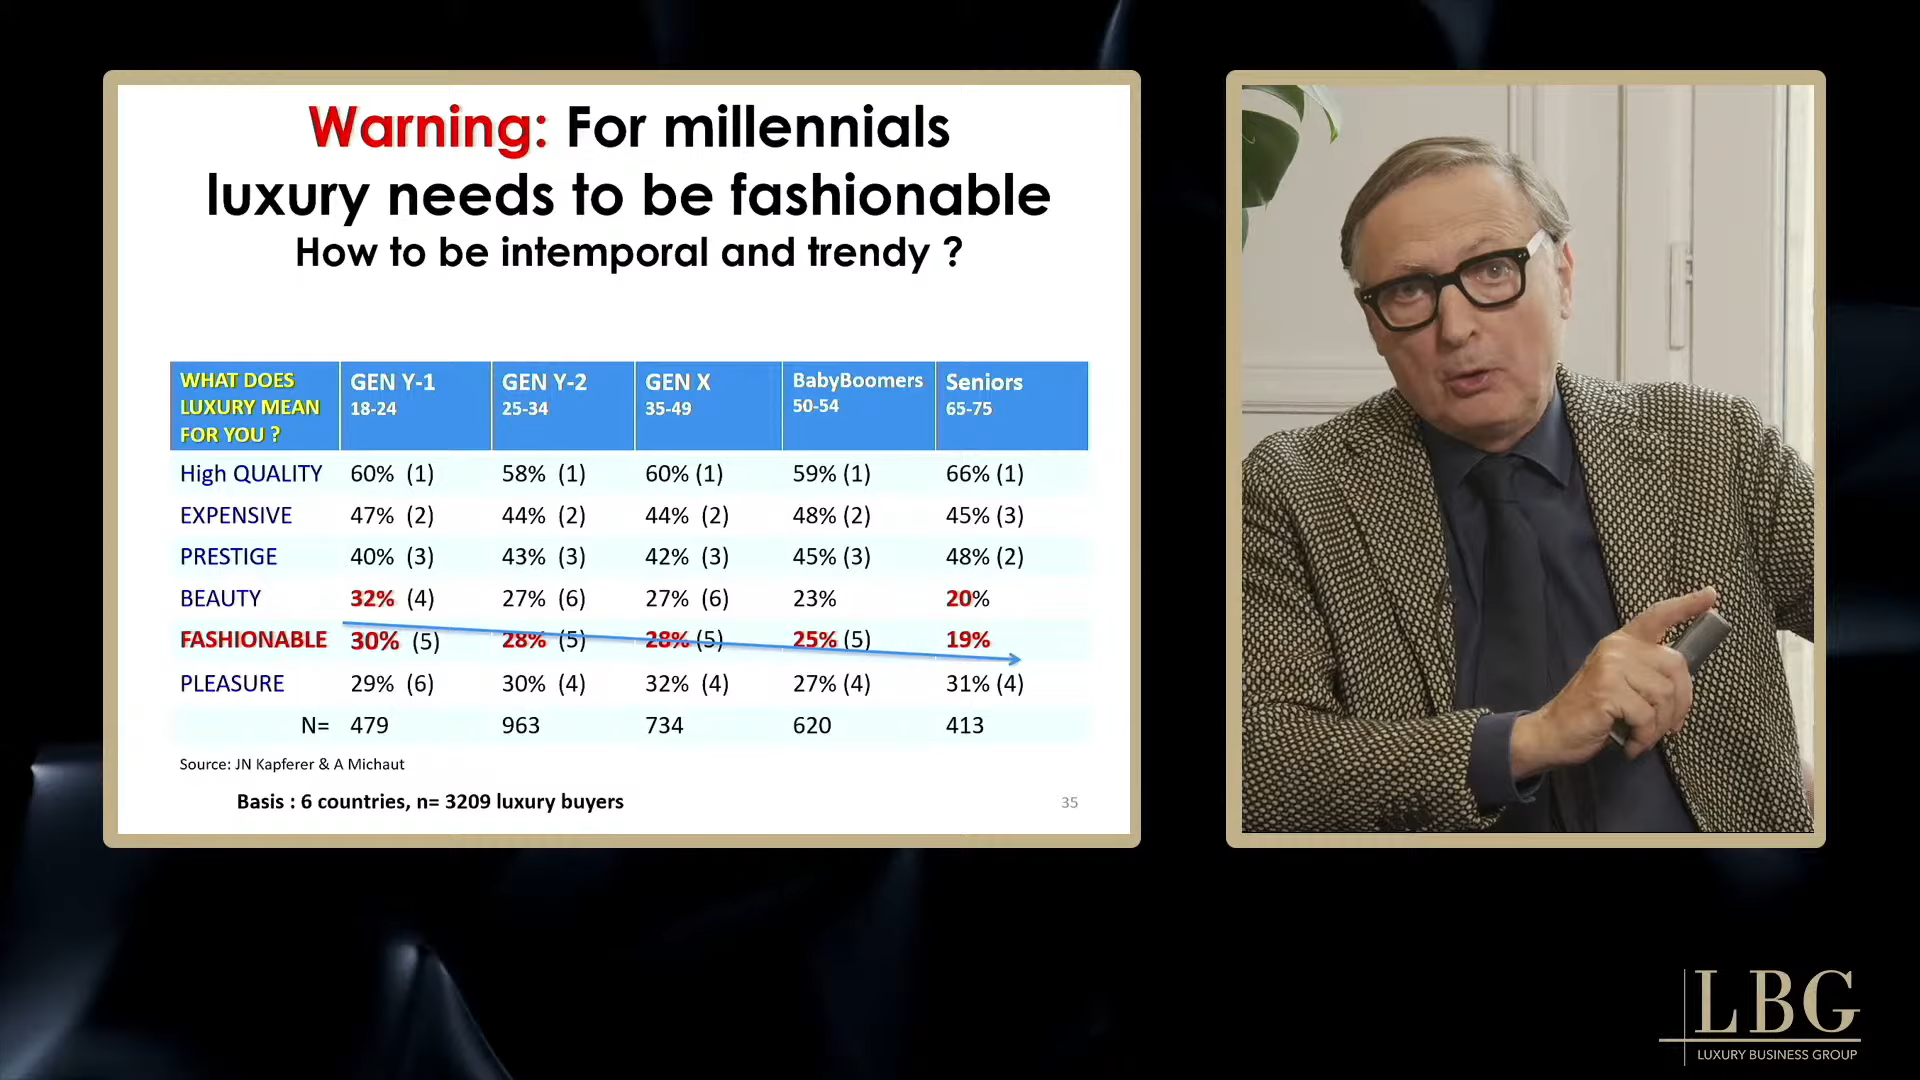 Warning: For millennials
luxury needs to be fashionable
How to be intemporal and trendy ?
WHAT DOES LUXURY MEAN FOR YOU ? GEN Y-1 18-24 GEN Y-2 25-34 GEN X 35-49 BabyBoomers 50-54 Seniors 65-75
High QUALITY 60% (1) 58% (1) 60% (1) 59% (1) 66% (1)
EXPENSIVE 47% (2) 44% (2) 44% (2) 48% (2) 45% (3)
PRESTIGE 40% (3) 43% (3) 42% (3) 45% (3) 48% (2)
BEAUTY 32% (4) 27% (6) 27% (6) 23% 20%
FASHIONABLE 30% (5) 28% (5) 28% (5) 25% (5) 19%
PLEASURE 29% (6) 30% (4) 32% (4) 27% (4) 31% (4)
N= 479 963 734 620 413
Source: JN Kapferer & A Michaut
Basis : 6 countries, n= 3209 luxury buyers
35
LBG
LUXURY BUSINESS GROUP